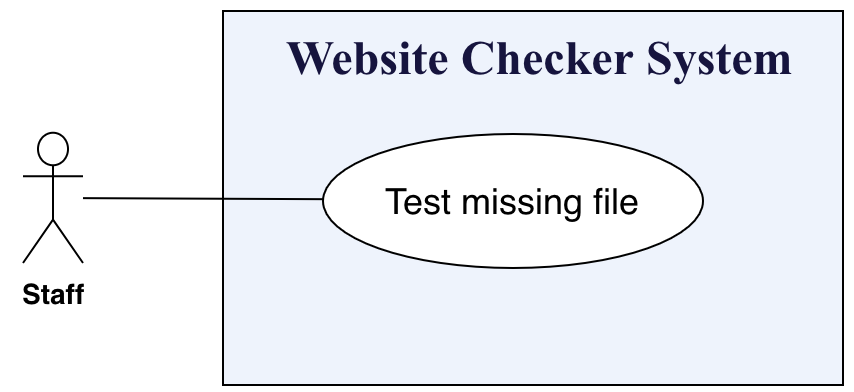 Website Checker System
Test missing file
Staff